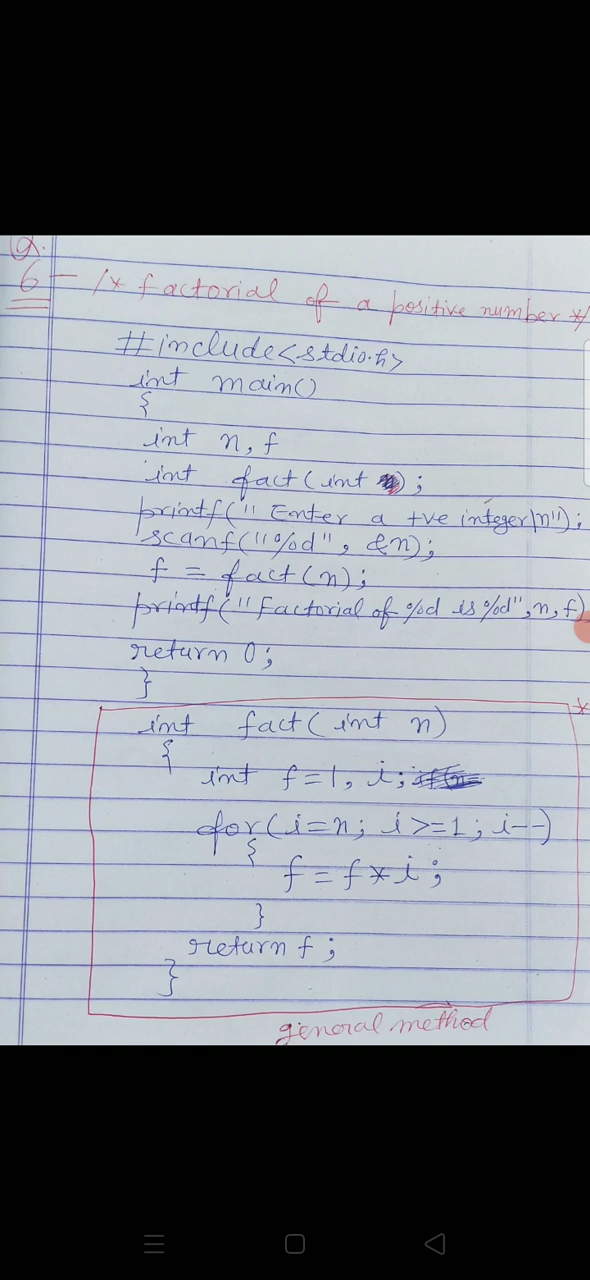 Q.
6 - /* factorial of a positive number */
#include<stdio.h>
int main()
{
int n, f
int fact(int );
printf(" Enter a +ve integer\n");
scanf("%d", &n);
f = fact(n);
printf("Factorial of %d is %d", n, f)
return 0;
}
*
int fact(int n)
{
int f=1, i;
for(i=n; i>=1; i--)
{
f = f*i;
}
return f;
}
general method